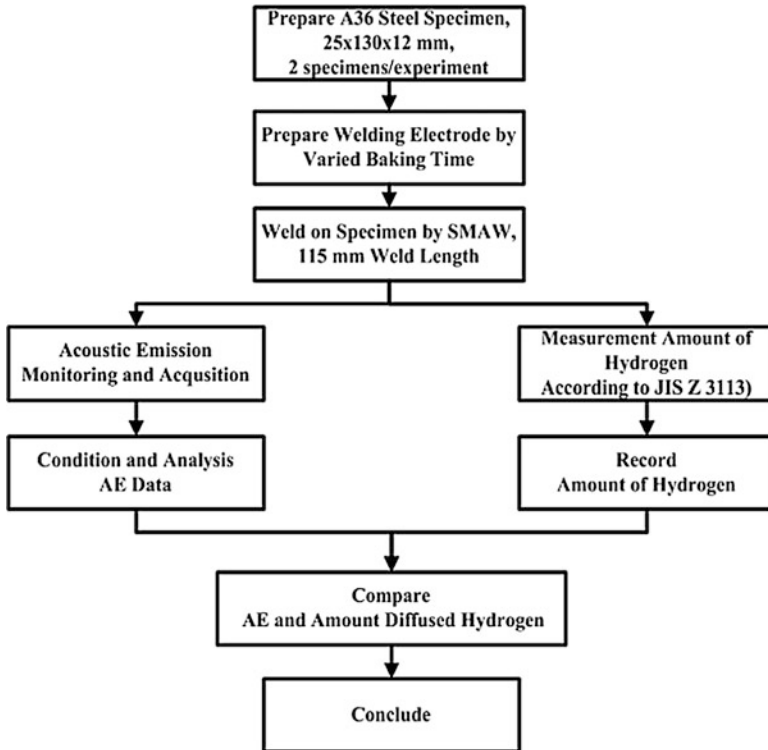 Prepare A36 Steel Specimen,
25x130x12 mm,
2 specimens/experiment
Prepare Welding Electrode by
Varied Baking Time
Weld on Specimen by SMAW,
115 mm Weld Length
Acoustic Emission
Monitoring and Acqusition
Measurement Amount of
Hydrogen
According to JIS Z 3113)
Condition and Analysis
AE Data
Record
Amount of Hydrogen
Compare
AE and Amount Diffused Hydrogen
Conclude